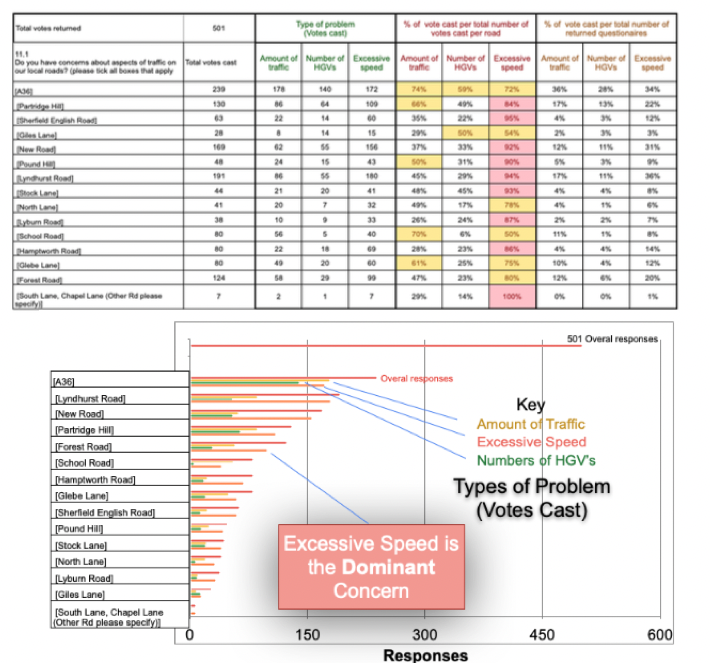 Total votes returned 501 Type of problem (Votes cast) % of vote cast per total number of votes cast per road % of vote cast per total number of returned questionaires
11.1
Do you have concerns about aspects of traffic on our local roads? (please tick all boxes that apply Total votes cast Amount of traffic Number of HGVs Excessive speed Amount of traffic Number of HGVs Excessive speed Amount of traffic Number of HGVs Excessive speed
[A36] 239 178 140 172 74% 59% 72% 36% 28% 34%
[Partridge Hill] 130 86 64 109 66% 49% 84% 17% 13% 22%
[Sherfield English Road] 63 22 14 60 35% 22% 95% 4% 3% 12%
[Giles Lane] 28 8 14 15 29% 50% 54% 2% 3% 3%
[New Road] 169 62 55 156 37% 33% 92% 12% 11% 31%
[Pound Hill] 48 24 15 43 50% 31% 90% 5% 3% 9%
[Lyndhurst Road] 191 86 55 180 45% 29% 94% 17% 11% 36%
[Stock Lane] 44 21 20 41 48% 45% 93% 4% 4% 8%
[North Lane] 41 20 7 32 49% 17% 78% 4% 1% 6%
[Lyburn Road] 38 10 9 33 26% 24% 87% 2% 2% 7%
[School Road] 80 56 5 40 70% 6% 50% 11% 1% 8%
[Hamptworth Road] 80 22 18 69 28% 23% 86% 4% 4% 14%
[Glebe Lane] 80 49 20 60 61% 25% 75% 10% 4% 12%
[Forest Road] 124 58 29 99 47% 23% 80% 12% 6% 20%
[South Lane, Chapel Lane (Other Rd please specify)] 7 2 1 7 29% 14% 100% 0% 0% 1%
501 Overal responses
[A36] Overal responses
[Lyndhurst Road]
[New Road]
[Partridge Hill]
[Forest Road]
[School Road]
[Hamptworth Road]
[Glebe Lane]
[Sherfield English Road]
[Pound Hill]
[Stock Lane]
[North Lane]
[Lyburn Road]
[Giles Lane]
[South Lane, Chapel Lane
(Other Rd please specify)]
Key
Amount of Traffic
Excessive Speed
Numbers of HGV's
Types of Problem
(Votes Cast)
Excessive Speed is
the Dominant
Concern
0 150 300 450 600
Responses